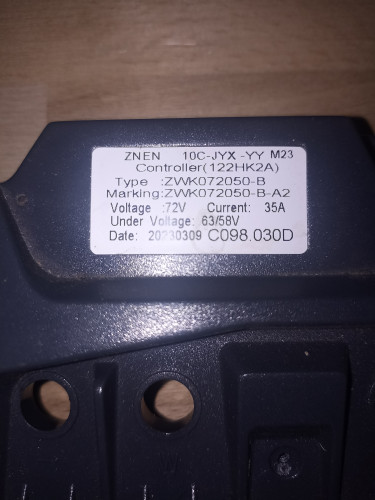 ZNEN 10C-JYX -YY M23
Controller(122HK2A)
Type :ZWK072050-B
Marking:ZWK072050-B-A2
Voltage :72V Current: 35A
Under Voltage: 63/58V
Date: 20230309 C098.030D